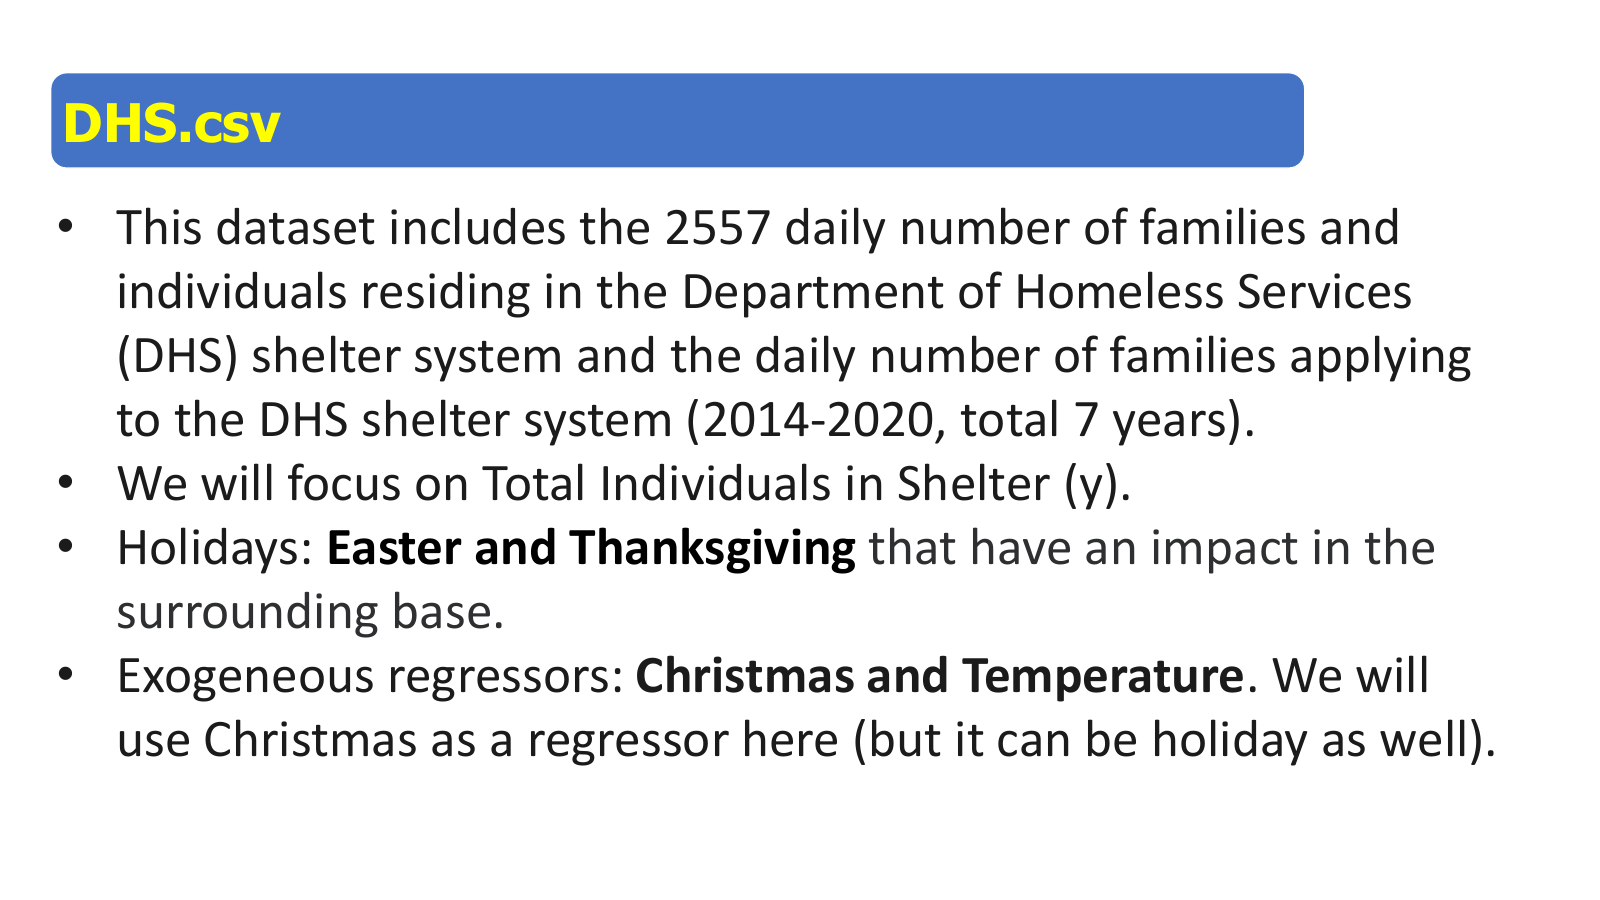 DHS.csv
• This dataset includes the 2557 daily number of families and
individuals residing in the Department of Homeless Services
(DHS) shelter system and the daily number of families applying
to the DHS shelter system (2014-2020, total 7 years).
• We will focus on Total Individuals in Shelter (y).
• Holidays: Easter and Thanksgiving that have an impact in the
surrounding base.
• Exogeneous regressors: Christmas and Temperature. We will
use Christmas as a regressor here (but it can be holiday as well).